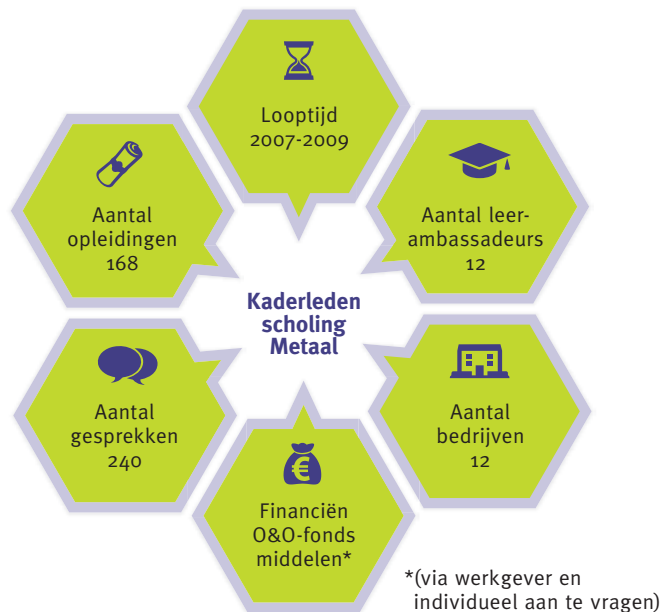 Looptijd
2007-2009
Aantal leer-
ambassadeurs
12
Aantal
bedrijven
12
Financiën
O&O-fonds
middelen*
Aantal
gesprekken
240
Aantal
opleidingen
168
Kaderleden
scholing
Metaal
*(via werkgever en
individueel aan te vragen)